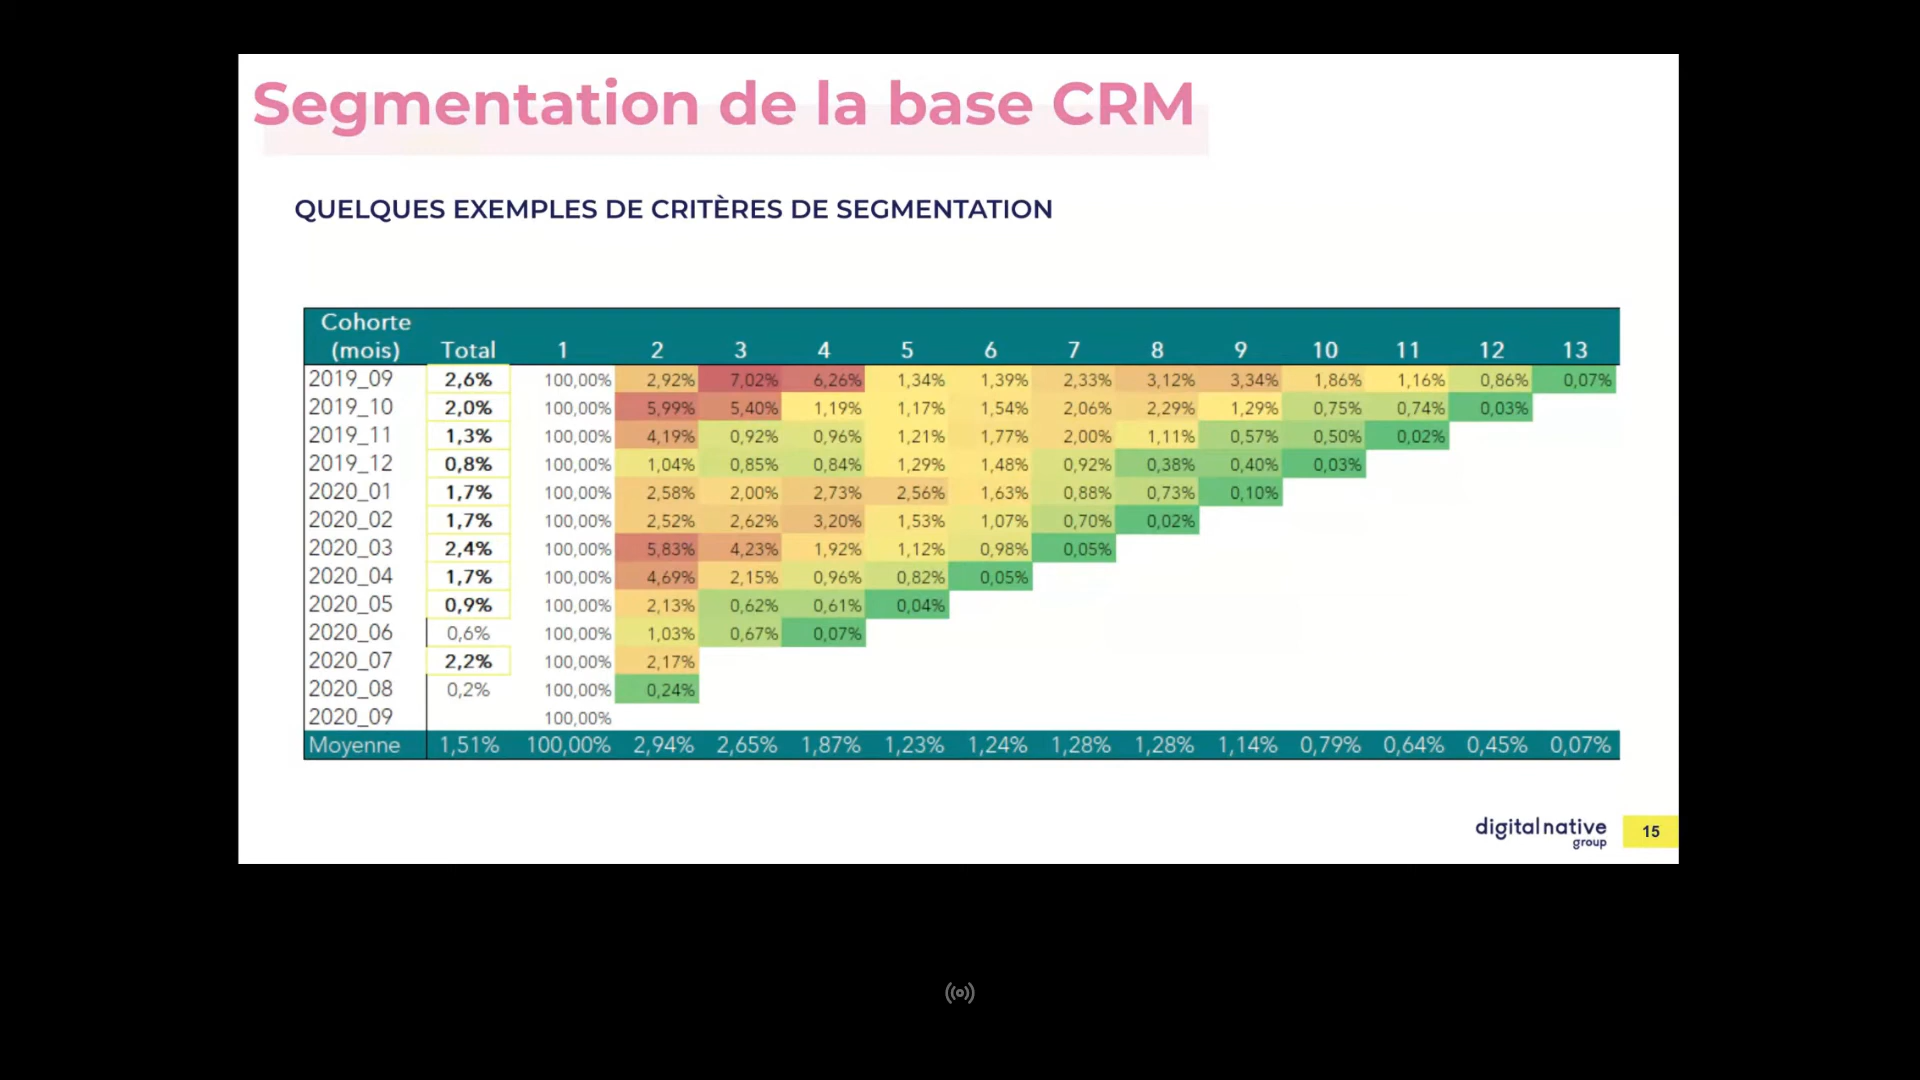 Segmentation de la base CRM
QUELQUES EXEMPLES DE CRITÈRES DE SEGMENTATION
Cohorte
(mois) Total 1 2 3 4 5 6 7 8 9 10 11 12 13
2019_09 2,6% 100,00% 2,92% 7,02% 6,26% 1,34% 1,39% 2,33% 3,12% 3,34% 1,86% 1,16% 0,86% 0,07%
2019_10 2,0% 100,00% 5,99% 5,40% 1,19% 1,17% 1,54% 2,06% 2,29% 1,29% 0,75% 0,74% 0,03%
2019_11 1,3% 100,00% 4,19% 0,92% 0,96% 1,21% 1,77% 2,00% 1,11% 0,57% 0,50% 0,02%
2019_12 0,8% 100,00% 1,04% 0,85% 0,84% 1,29% 1,48% 0,92% 0,38% 0,40% 0,03%
2020_01 1,7% 100,00% 2,58% 2,00% 2,73% 2,56% 1,63% 0,88% 0,73% 0,10%
2020_02 1,7% 100,00% 2,52% 2,62% 3,20% 1,53% 1,07% 0,70% 0,02%
2020_03 2,4% 100,00% 5,83% 4,23% 1,92% 1,12% 0,98% 0,05%
2020_04 1,7% 100,00% 4,69% 2,15% 0,96% 0,82% 0,05%
2020_05 0,9% 100,00% 2,13% 0,62% 0,61% 0,04%
2020_06 0,6% 100,00% 1,03% 0,67% 0,07%
2020_07 2,2% 100,00% 2,17%
2020_08 0,2% 100,00% 0,24%
2020_09 100,00%
Moyenne 1,51% 100,00% 2,94% 2,65% 1,87% 1,23% 1,24% 1,28% 1,28% 1,14% 0,79% 0,64% 0,45% 0,07%
digital native
group
15